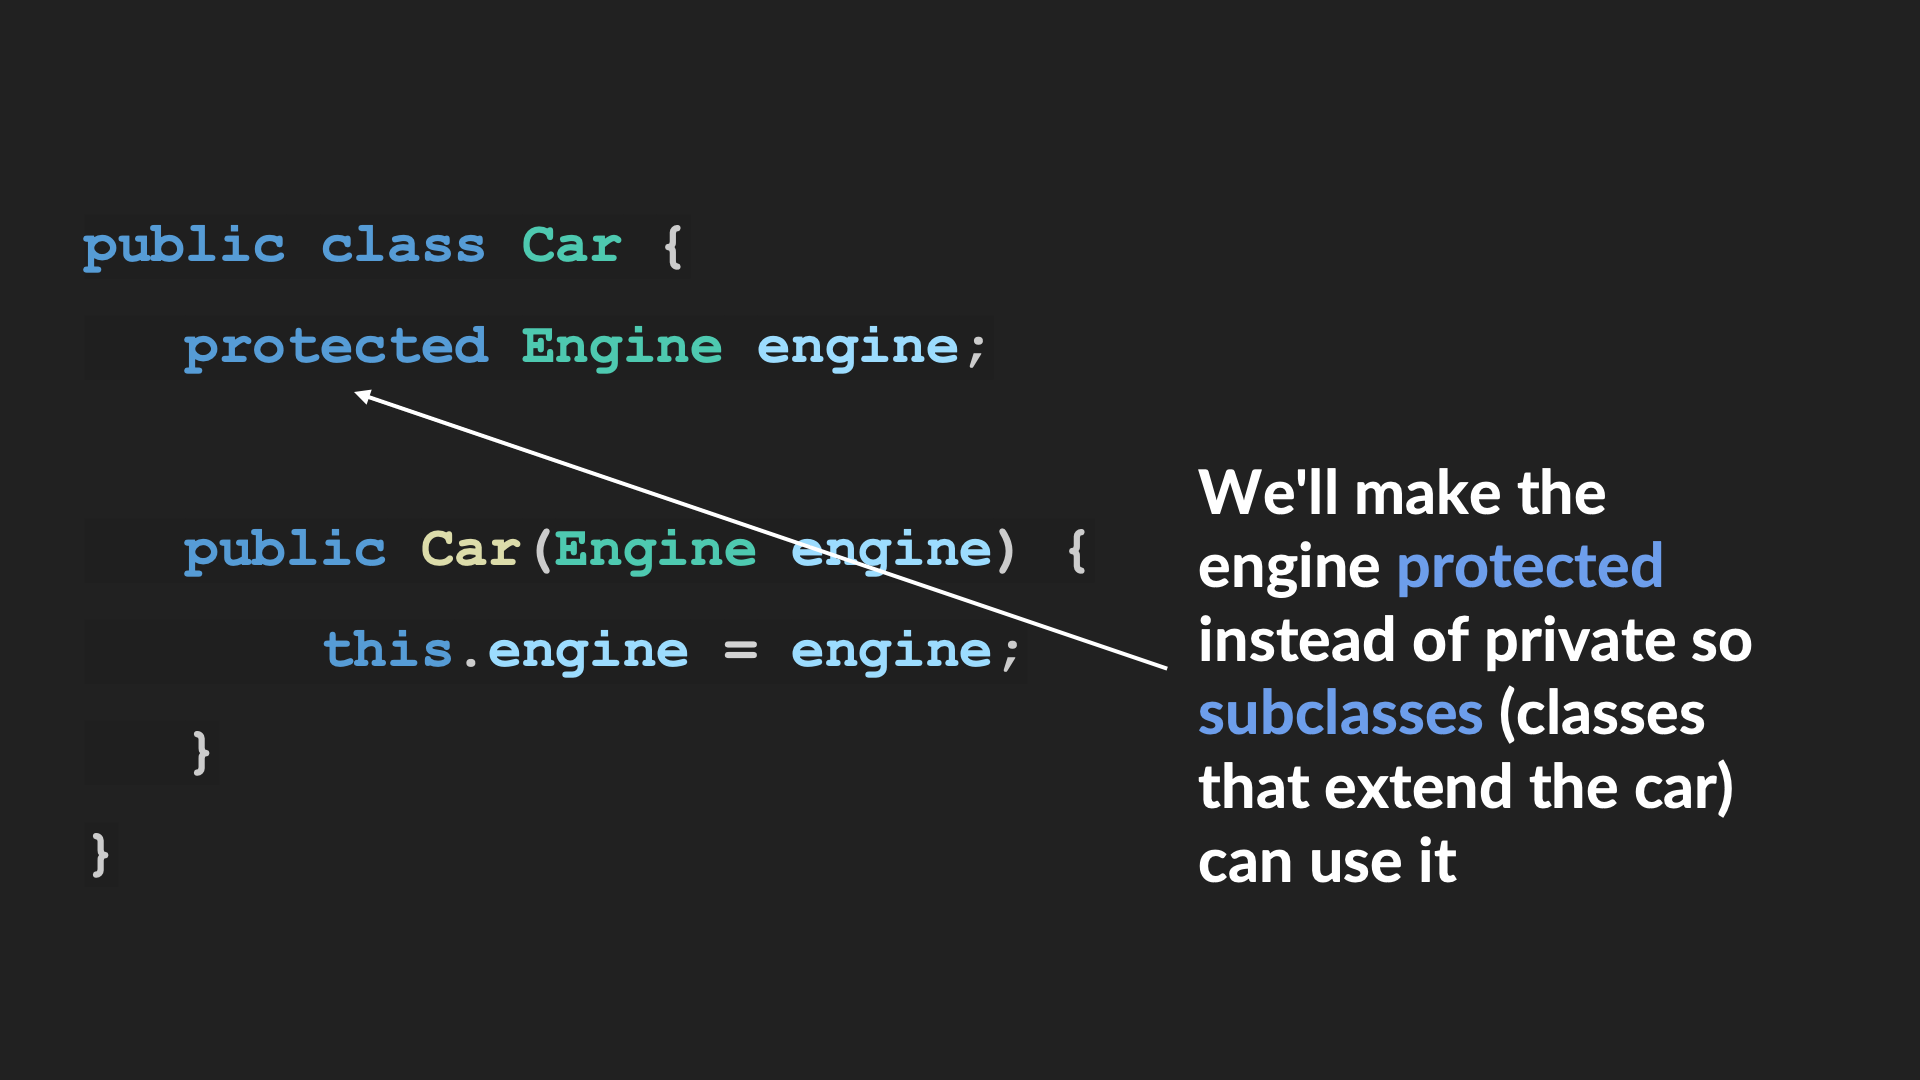 public class Car {
protected Engine engine;
public Car(Engine engine) {
this.engine = engine;
}
}
We'll make the
engine protected
instead of private so
subclasses (classes
that extend the car)
can use it